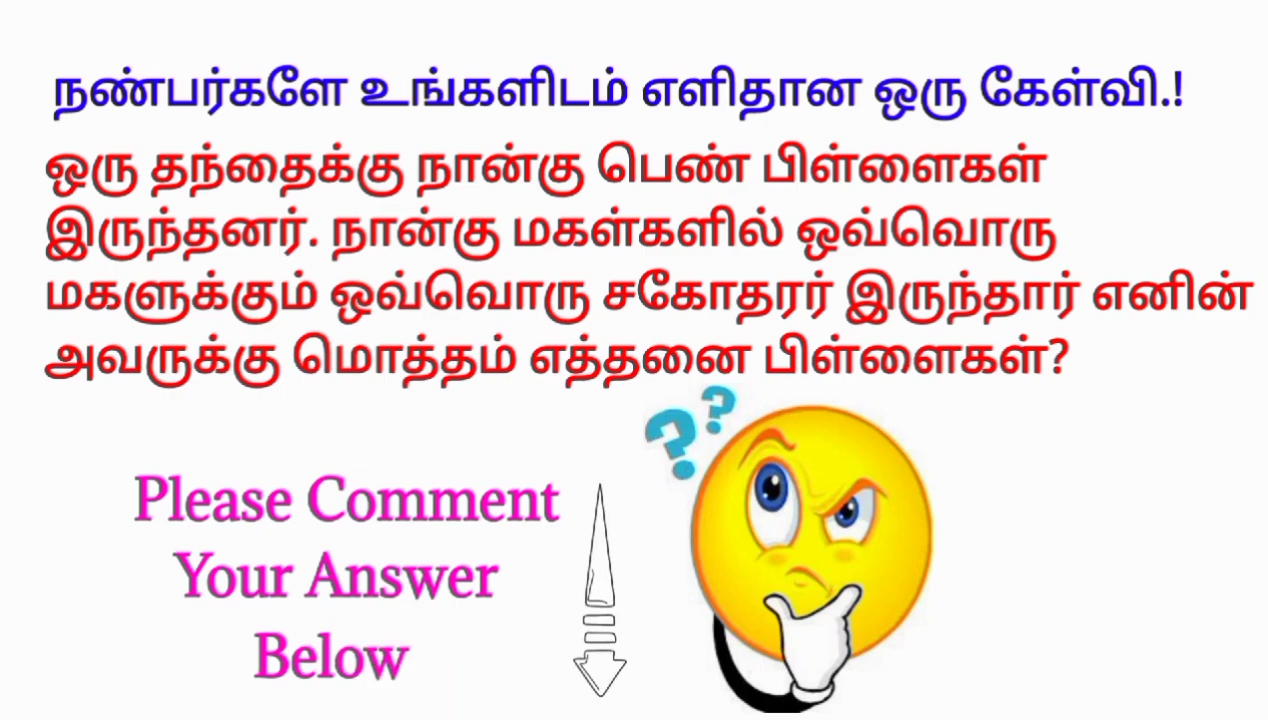 நண்பர்களே உங்களிடம் எளிதான ஒரு கேள்வி.!
ஒரு தந்தைக்கு நான்கு பெண் பிள்ளைகள்
இருந்தனர். நான்கு மகள்களில் ஒவ்வொரு
மகளுக்கும் ஒவ்வொரு சகோதரர் இருந்தார் எனின்
அவருக்கு மொத்தம் எத்தனை பிள்ளைகள்?
? ?
Please Comment
Your Answer
Below